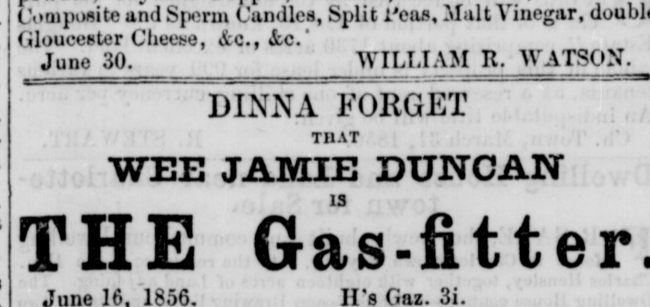 Composite and Sperm Candles, Split Peas, Malt Vinegar, doubl
Gloucester Cheese, &c., &c.
June 30. WILLIAM R. WATSON.
DINNA FORGET
THAT
WEE JAMIE DUNCAN
IS
THE Gas fitter.
June 16, 1856. H's Gaz. 3i.